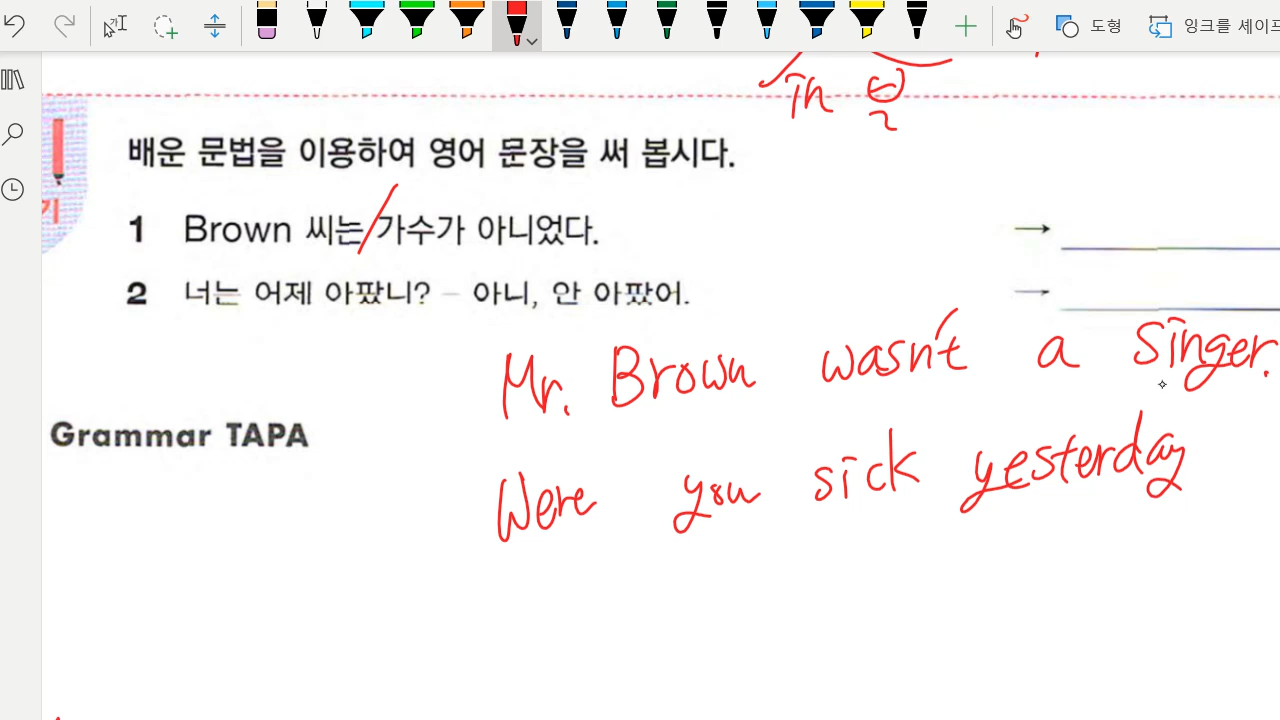 도형
잉크를 셰이프
in
배운 문법을 이용하여 영어 문장을 써 봅시다.
기
1 Brown 씨는/가수가 아니었다. →
2 너는 어제 아팠니? – 아니, 안 아팠어. →
Mr. Brown wasn't a singer.
Grammar TAPA
Were you sick yesterday